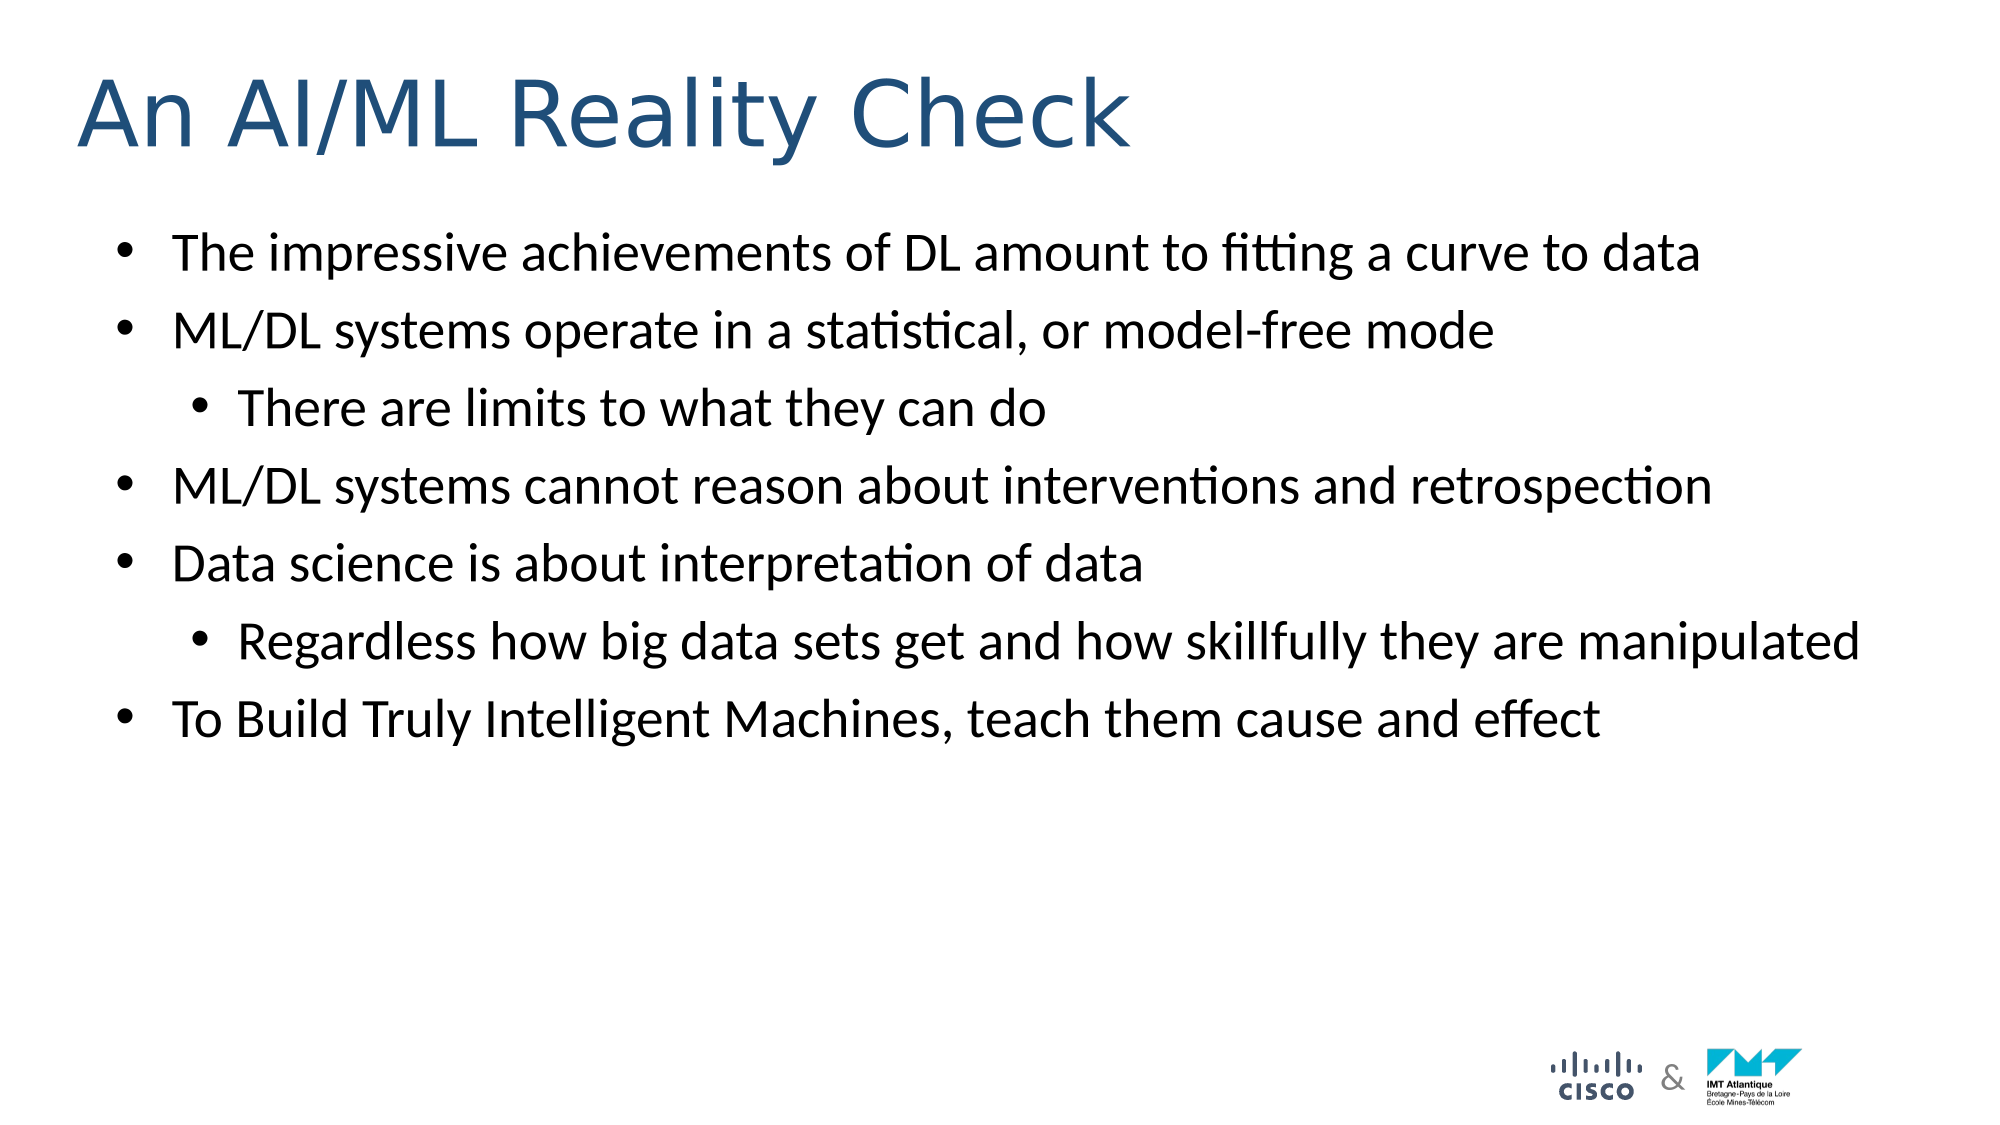 An AI/ML Reality Check
• The impressive achievements of DL amount to fitting a curve to data
• ML/DL systems operate in a statistical, or model-free mode
• There are limits to what they can do
• ML/DL systems cannot reason about interventions and retrospection
• Data science is about interpretation of data
• Regardless how big data sets get and how skillfully they are manipulated
• To Build Truly Intelligent Machines, teach them cause and effect
CISCO & IMT Atlantique
Bretagne-Pays de la Loire
École Mines-Télécom